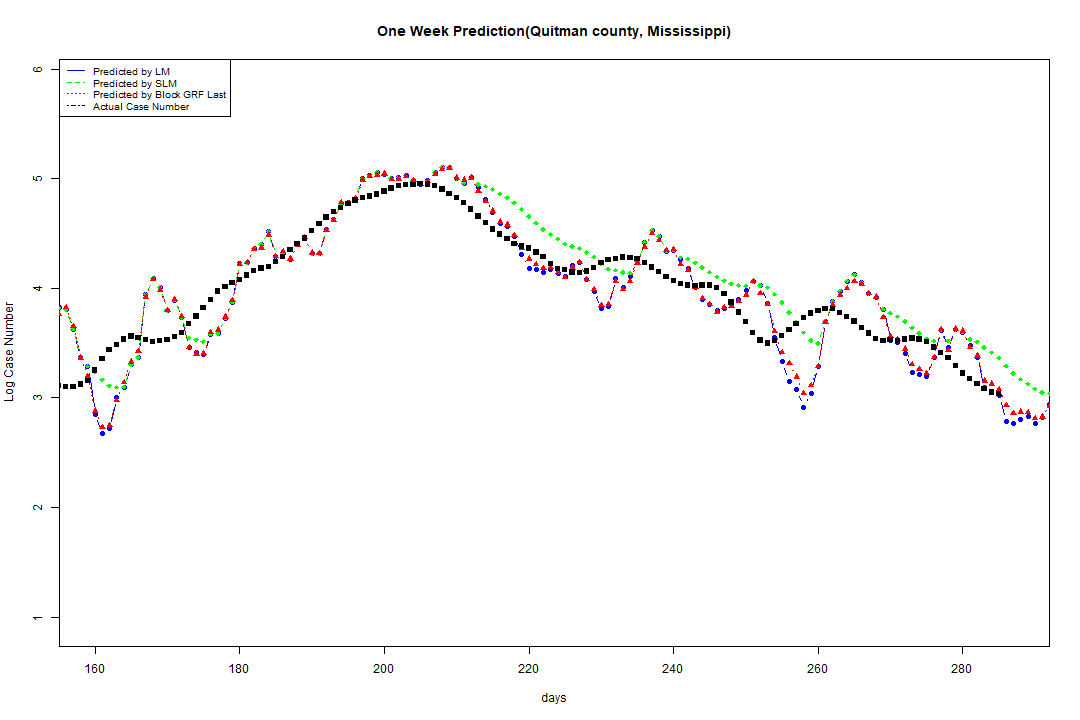 One Week Prediction(Quitman county, Mississippi)
Predicted by LM
Predicted by SLM
Predicted by Block GRF Last
Actual Case Number
6
5
4
3
2
1
Log Case Number
160 180 200 220 240 260 280
days